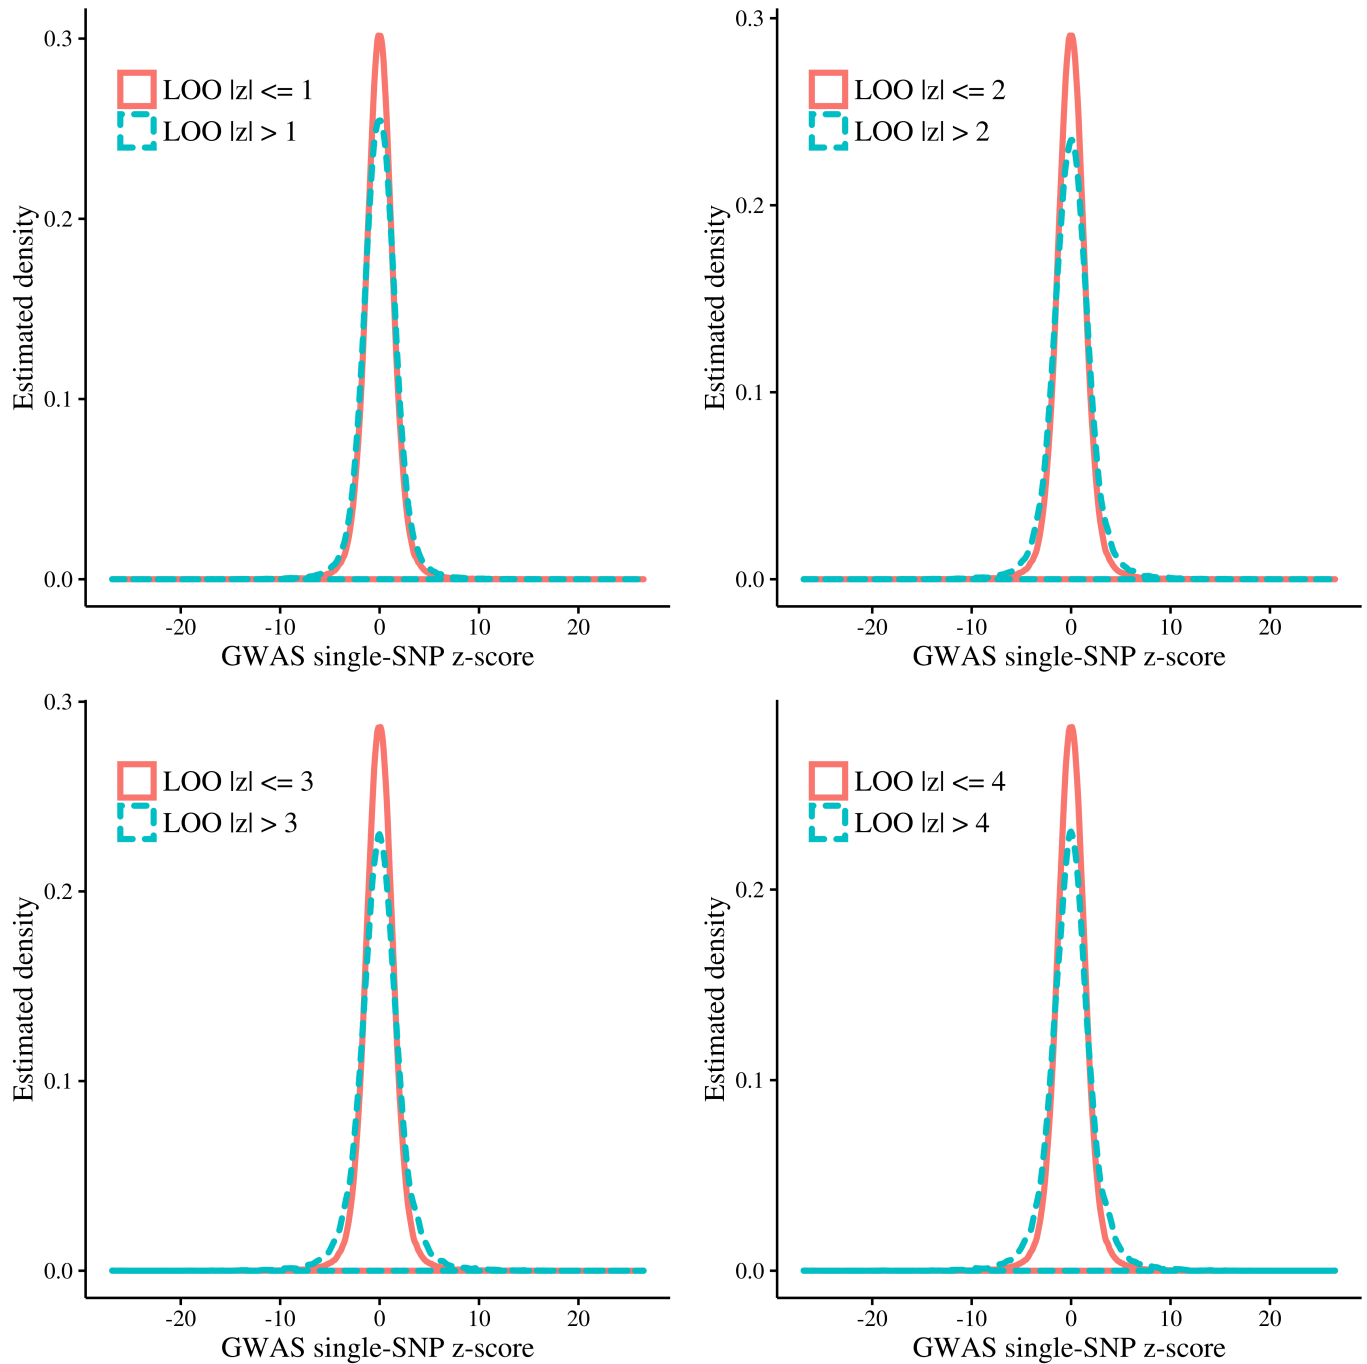 0.3
0.2
0.1
0.0
Estimated density
LOO |z| <= 1
LOO |z| > 1
-20 -10 0 10 20
GWAS single-SNP z-score
0.3
0.2
0.1
0.0
Estimated density
LOO |z| <= 2
LOO |z| > 2
-20 -10 0 10 20
GWAS single-SNP z-score
0.3
0.2
0.1
0.0
Estimated density
LOO |z| <= 3
LOO |z| > 3
-20 -10 0 10 20
GWAS single-SNP z-score
0.2
0.1
0.0
Estimated density
LOO |z| <= 4
LOO |z| > 4
-20 -10 0 10 20
GWAS single-SNP z-score